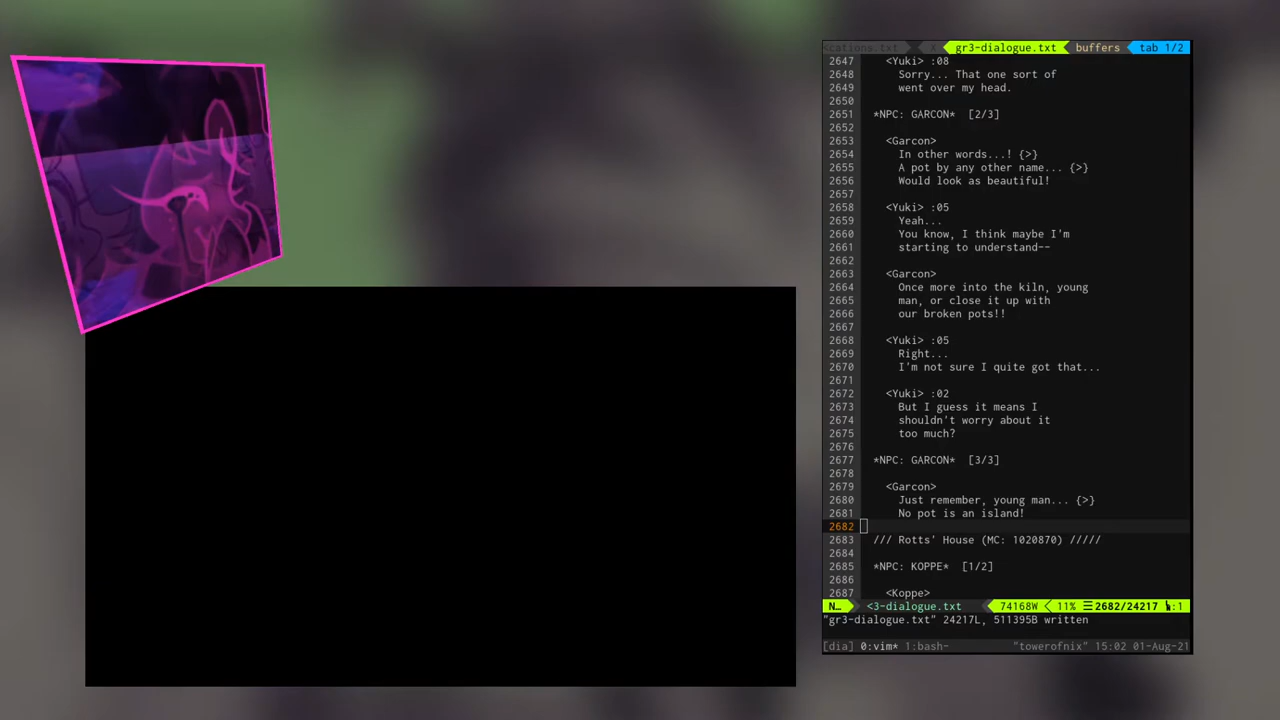 <cations.txt X gr3-dialogue.txt buffers tab 1/2
2647 <Yuki> :08
2648 Sorry... That one sort of
2649 went over my head.
2650
2651 *NPC: GARCON* [2/3]
2652
2653 <Garcon>
2654 In other words...! {>}
2655 A pot by any other name... {>}
2656 Would look as beautiful!
2657
2658 <Yuki> :05
2659 Yeah...
2660 You know, I think maybe I'm
2661 starting to understand--
2662
2663 <Garcon>
2664 Once more into the kiln, young
2665 man, or close it up with
2666 our broken pots!!
2667
2668 <Yuki> :05
2669 Right...
2670 I'm not sure I quite got that...
2671
2672 <Yuki> :02
2673 But I guess it means I
2674 shouldn't worry about it
2675 too much?
2676
2677 *NPC: GARCON* [3/3]
2678
2679 <Garcon>
2680 Just remember, young man... {>}
2681 No pot is an island!
2682
2683 /// Rotts' House (MC: 1020870) /////
2684
2685 *NPC: KOPPE* [1/2]
2686
2687 <Koppe>
N… <3-dialogue.txt 74168W 11% ☰2682/24217 :1
"gr3-dialogue.txt" 24217L, 511395B written
[dia] 0:vim* 1:bash- "towerofnix" 15:02 01-Aug-21